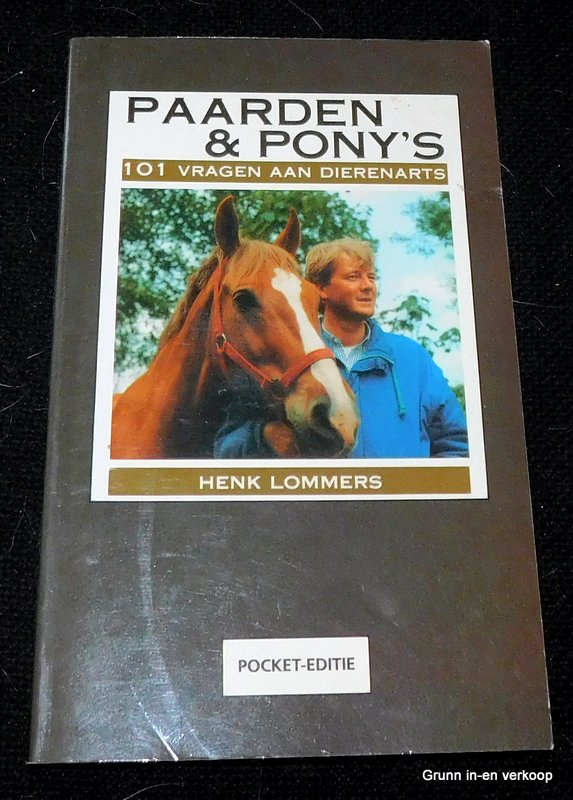 PAARDEN
& PONY'S
101 VRAGEN AAN DIERENARTS
HENK LOMMERS
POCKET-EDITIE
Grunn in-en verkoop